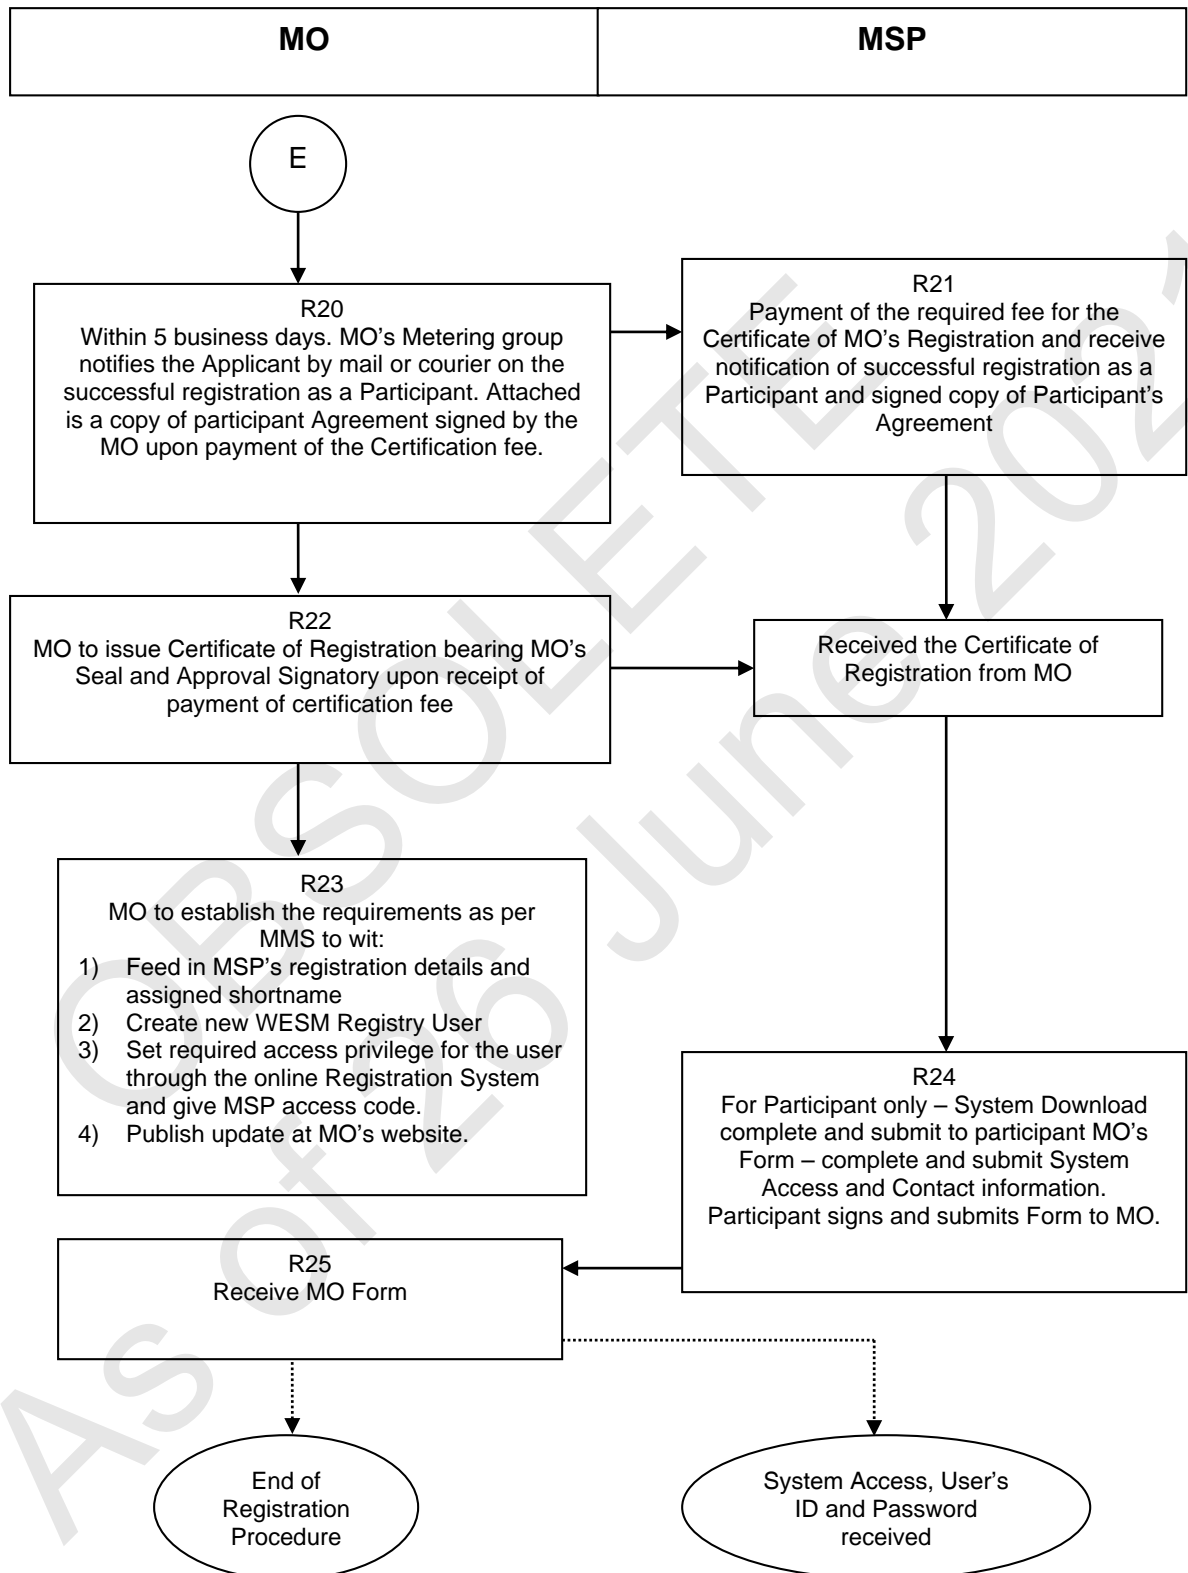 MO
MSP
E
R20
Within 5 business days. MO’s Metering group
notifies the Applicant by mail or courier on the
successful registration as a Participant. Attached
is a copy of participant Agreement signed by the
MO upon payment of the Certification fee.
R21
Payment of the required fee for the
Certificate of MO’s Registration and receive
notification of successful registration as a
Participant and signed copy of Participant’s
Agreement
R22
MO to issue Certificate of Registration bearing MO’s
Seal and Approval Signatory upon receipt of
payment of certification fee
Received the Certificate of
Registration from MO
R23
MO to establish the requirements as per
MMS to wit:
1) Feed in MSP’s registration details and
assigned shortname
2) Create new WESM Registry User
3) Set required access privilege for the user
through the online Registration System
and give MSP access code.
4) Publish update at MO’s website.
R24
For Participant only – System Download
complete and submit to participant MO’s
Form – complete and submit System
Access and Contact information.
Participant signs and submits Form to MO.
R25
Receive MO Form
End of
Registration
Procedure
System Access, User’s
ID and Password
received
OBSOLETE
As of 26 June 202